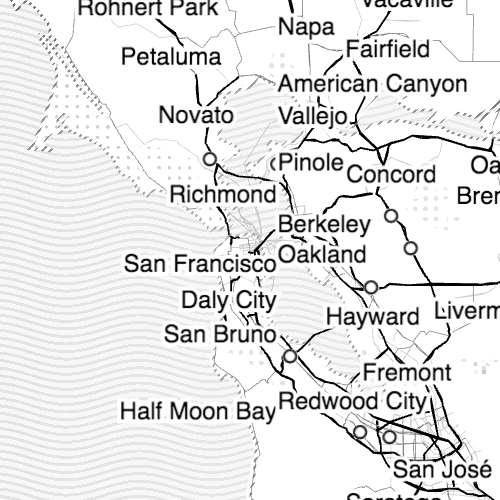 Rohnert Park
Vacaville
Napa
Fairfield
Petaluma
American Canyon
Novato
Vallejo
Pinole
Concord
Oa
Richmond
Bren
Berkeley
Oakland
San Francisco
Daly City
Liverm
Hayward
San Bruno
Fremont
Redwood City
Half Moon Bay
San José
Saratoga